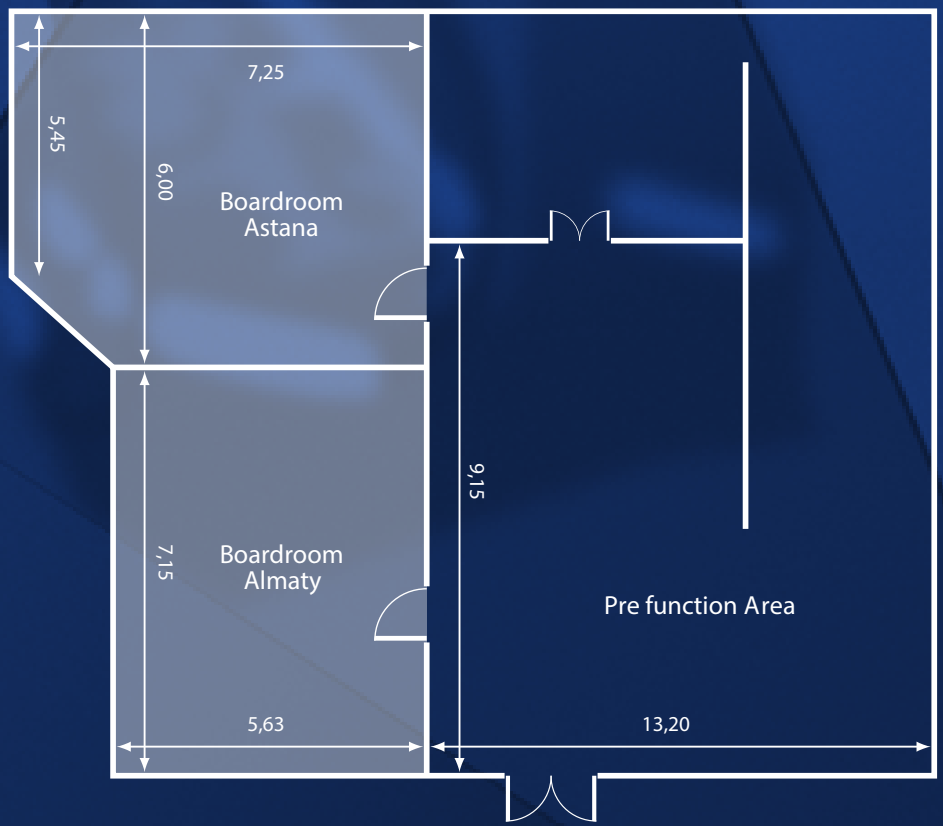 7,25
5,45
6,00
Boardroom
Astana
9,15
7,15
Boardroom
Almaty
Pre function Area
5,63
13,20